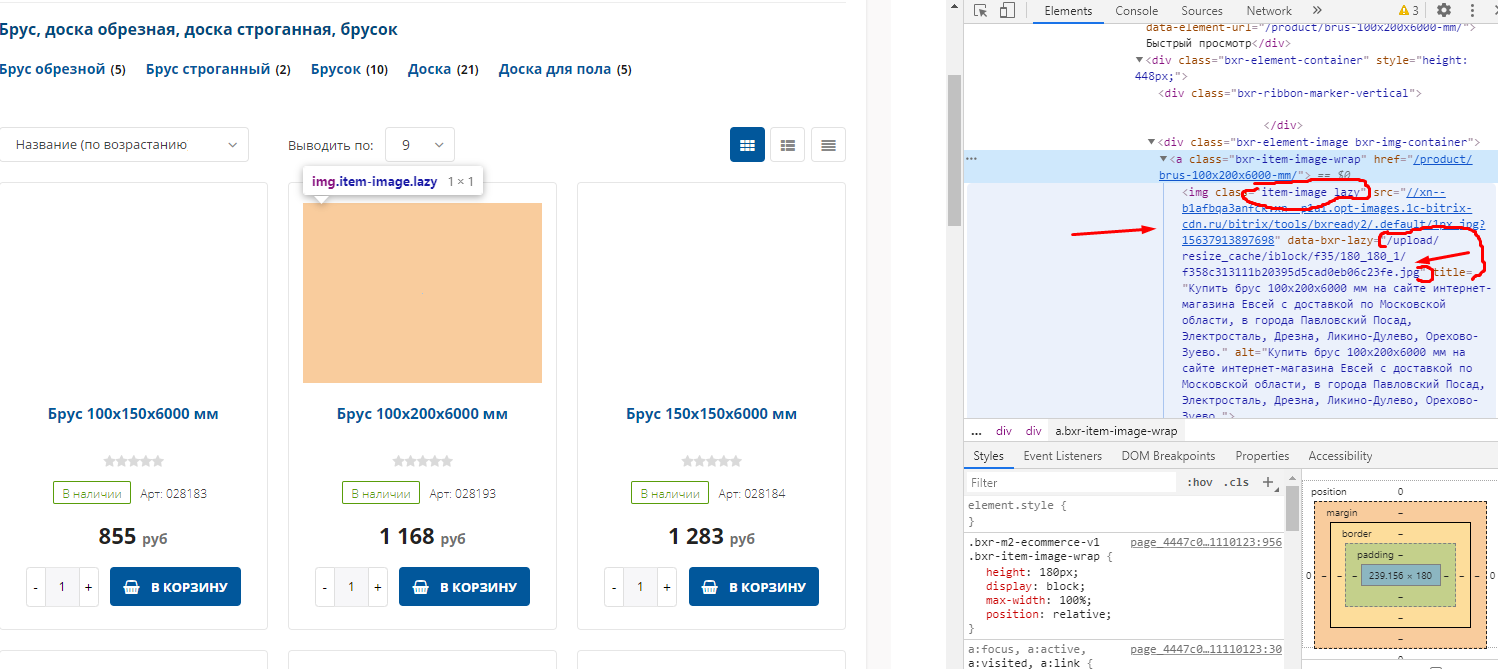 Брус, доска обрезная, доска строганная, брусок
Брус обрезной (5) Брус строганный (2) Брусок (10) Доска (21) Доска для пола (5)
Название (по возрастанию
Выводить по: 9
img.item-image.lazy 1 × 1
Брус 100х150х6000 мм
В наличии Арт: 028183
855 руб
- 1 + В КОРЗИНУ
Брус 100х200х6000 мм
В наличии Арт: 028193
1 168 руб
- 1 + В КОРЗИНУ
Брус 150х150х6000 мм
В наличии Арт: 028184
1 283 руб
- 1 + В КОРЗИНУ
Elements Console Sources Network » 3
data-element-url="/product/brus-100x200x6000-mm/">
Быстрый просмотр</div>
▼<div class="bxr-element-container" style="height:
448px;">
<div class="bxr-ribbon-marker-vertical">
</div>
▼<div class="bxr-element-image bxr-img-container">
… ▼<a class="bxr-item-image-wrap" href="/product/
brus-100x200x6000-mm/"> == $0
<img class="item-image lazy" src="//xn--
b1afbqa3anfck.xn--p1ai.opt-images.1c-bitrix-
cdn.ru/bitrix/tools/bxready2/.default/1px.jpg?
15637913897698" data-bxr-lazy="/upload/
resize_cache/iblock/f35/180_180_1/
f358c313111b20395d5cad0eb06c23fe.jpg" title=
"Купить брус 100х200х6000 мм на сайте интернет-
магазина Евсей с доставкой по Московской
области, в города Павловский Посад,
Электросталь, Дрезна, Ликино-Дулево, Орехово-
Зуево." alt="Купить брус 100х200х6000 мм на
сайте интернет-магазина Евсей с доставкой по
Московской области, в города Павловский Посад,
Электросталь, Дрезна, Ликино-Дулево, Орехово-
Зуево.">
... div div a.bxr-item-image-wrap
Styles Event Listeners DOM Breakpoints Properties Accessibility
Filter :hov .cls +
element.style {
}
.bxr-m2-ecommerce-v1 page_4447c0…1110123:956
.bxr-item-image-wrap {
height: 180px;
display: block;
max-width: 100%;
position: relative;
}
a:focus, a:active, page_4447c0…11110123:30
a:visited, a:link {
position 0
margin –
border –
padding –
0 – – – 239.156 × 180 – – – 0
–
–
–
0